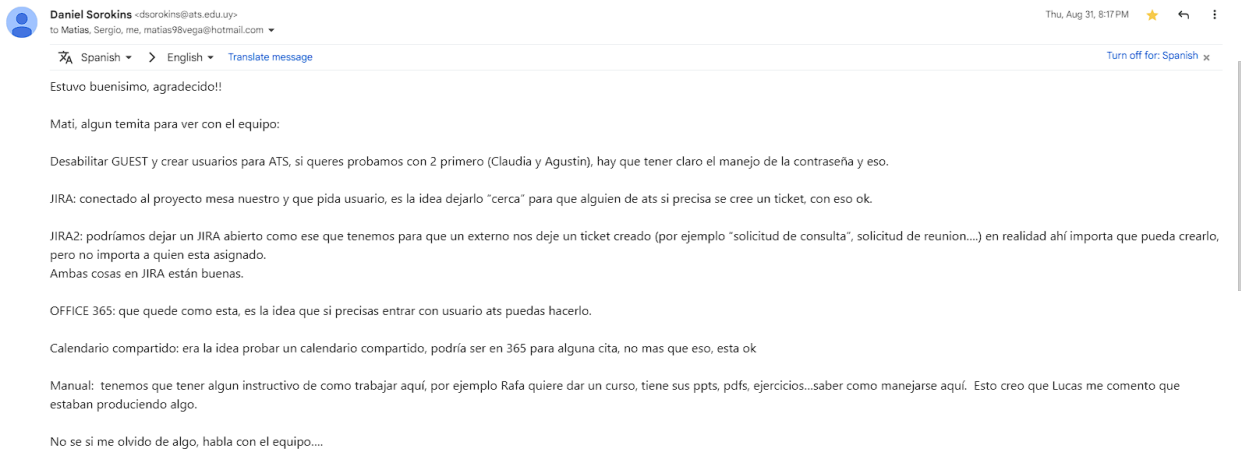 Daniel Sorokins <dsorokins@ats.edu.uy>
Thu, Aug 31, 8:17 PM
to Matias, Sergio, me, matias98vega@hotmail.com
Spanish > English Translate message
Turn off for: Spanish x
Estuvo buenisimo, agradecido!!
Mati, algun temita para ver con el equipo:
Desabilitar GUEST y crear usuarios para ATS, si queres probamos con 2 primero (Claudia y Agustin), hay que tener claro el manejo de la contraseña y eso.
JIRA: conectado al proyecto mesa nuestro y que pida usuario, es la idea dejarlo “cerca” para que alguien de ats si precisa se cree un ticket, con eso ok.
JIRA2: podríamos dejar un JIRA abierto como ese que tenemos para que un externo nos deje un ticket creado (por ejemplo “solicitud de consulta”, solicitud de reunion….) en realidad ahí importa que pueda crearlo,
pero no importa a quien esta asignado.
Ambas cosas en JIRA están buenas.
OFFICE 365: que quede como esta, es la idea que si precisas entrar con usuario ats puedas hacerlo.
Calendario compartido: era la idea probar un calendario compartido, podría ser en 365 para alguna cita, no mas que eso, esta ok
Manual:  tenemos que tener algun instructivo de como trabajar aquí, por ejemplo Rafa quiere dar un curso, tiene sus ppts, pdfs, ejercicios…saber como manejarse aquí.  Esto creo que Lucas me comento que
estaban produciendo algo.
No se si me olvido de algo, habla con el equipo….